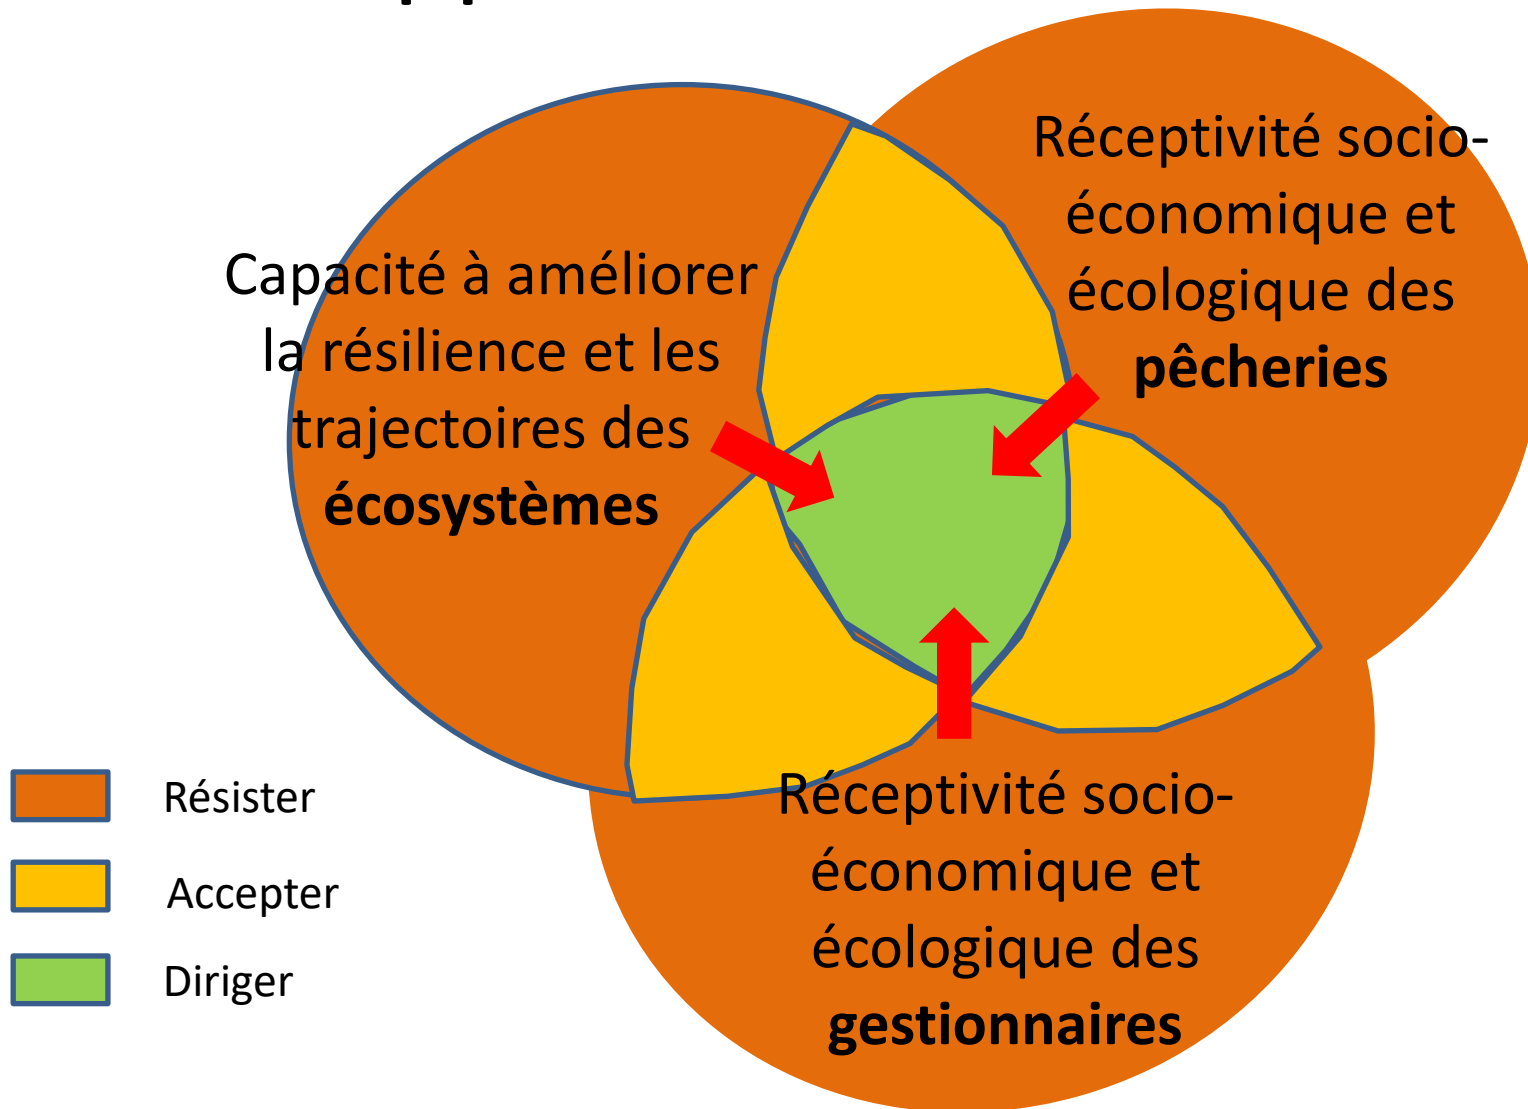 Capacité à améliorer
la résilience et les
trajectoires des
écosystèmes
Réceptivité socio-
économique et
écologique des
pêcheries
Réceptivité socio-
économique et
écologique des
gestionnaires
Résister
Accepter
Diriger